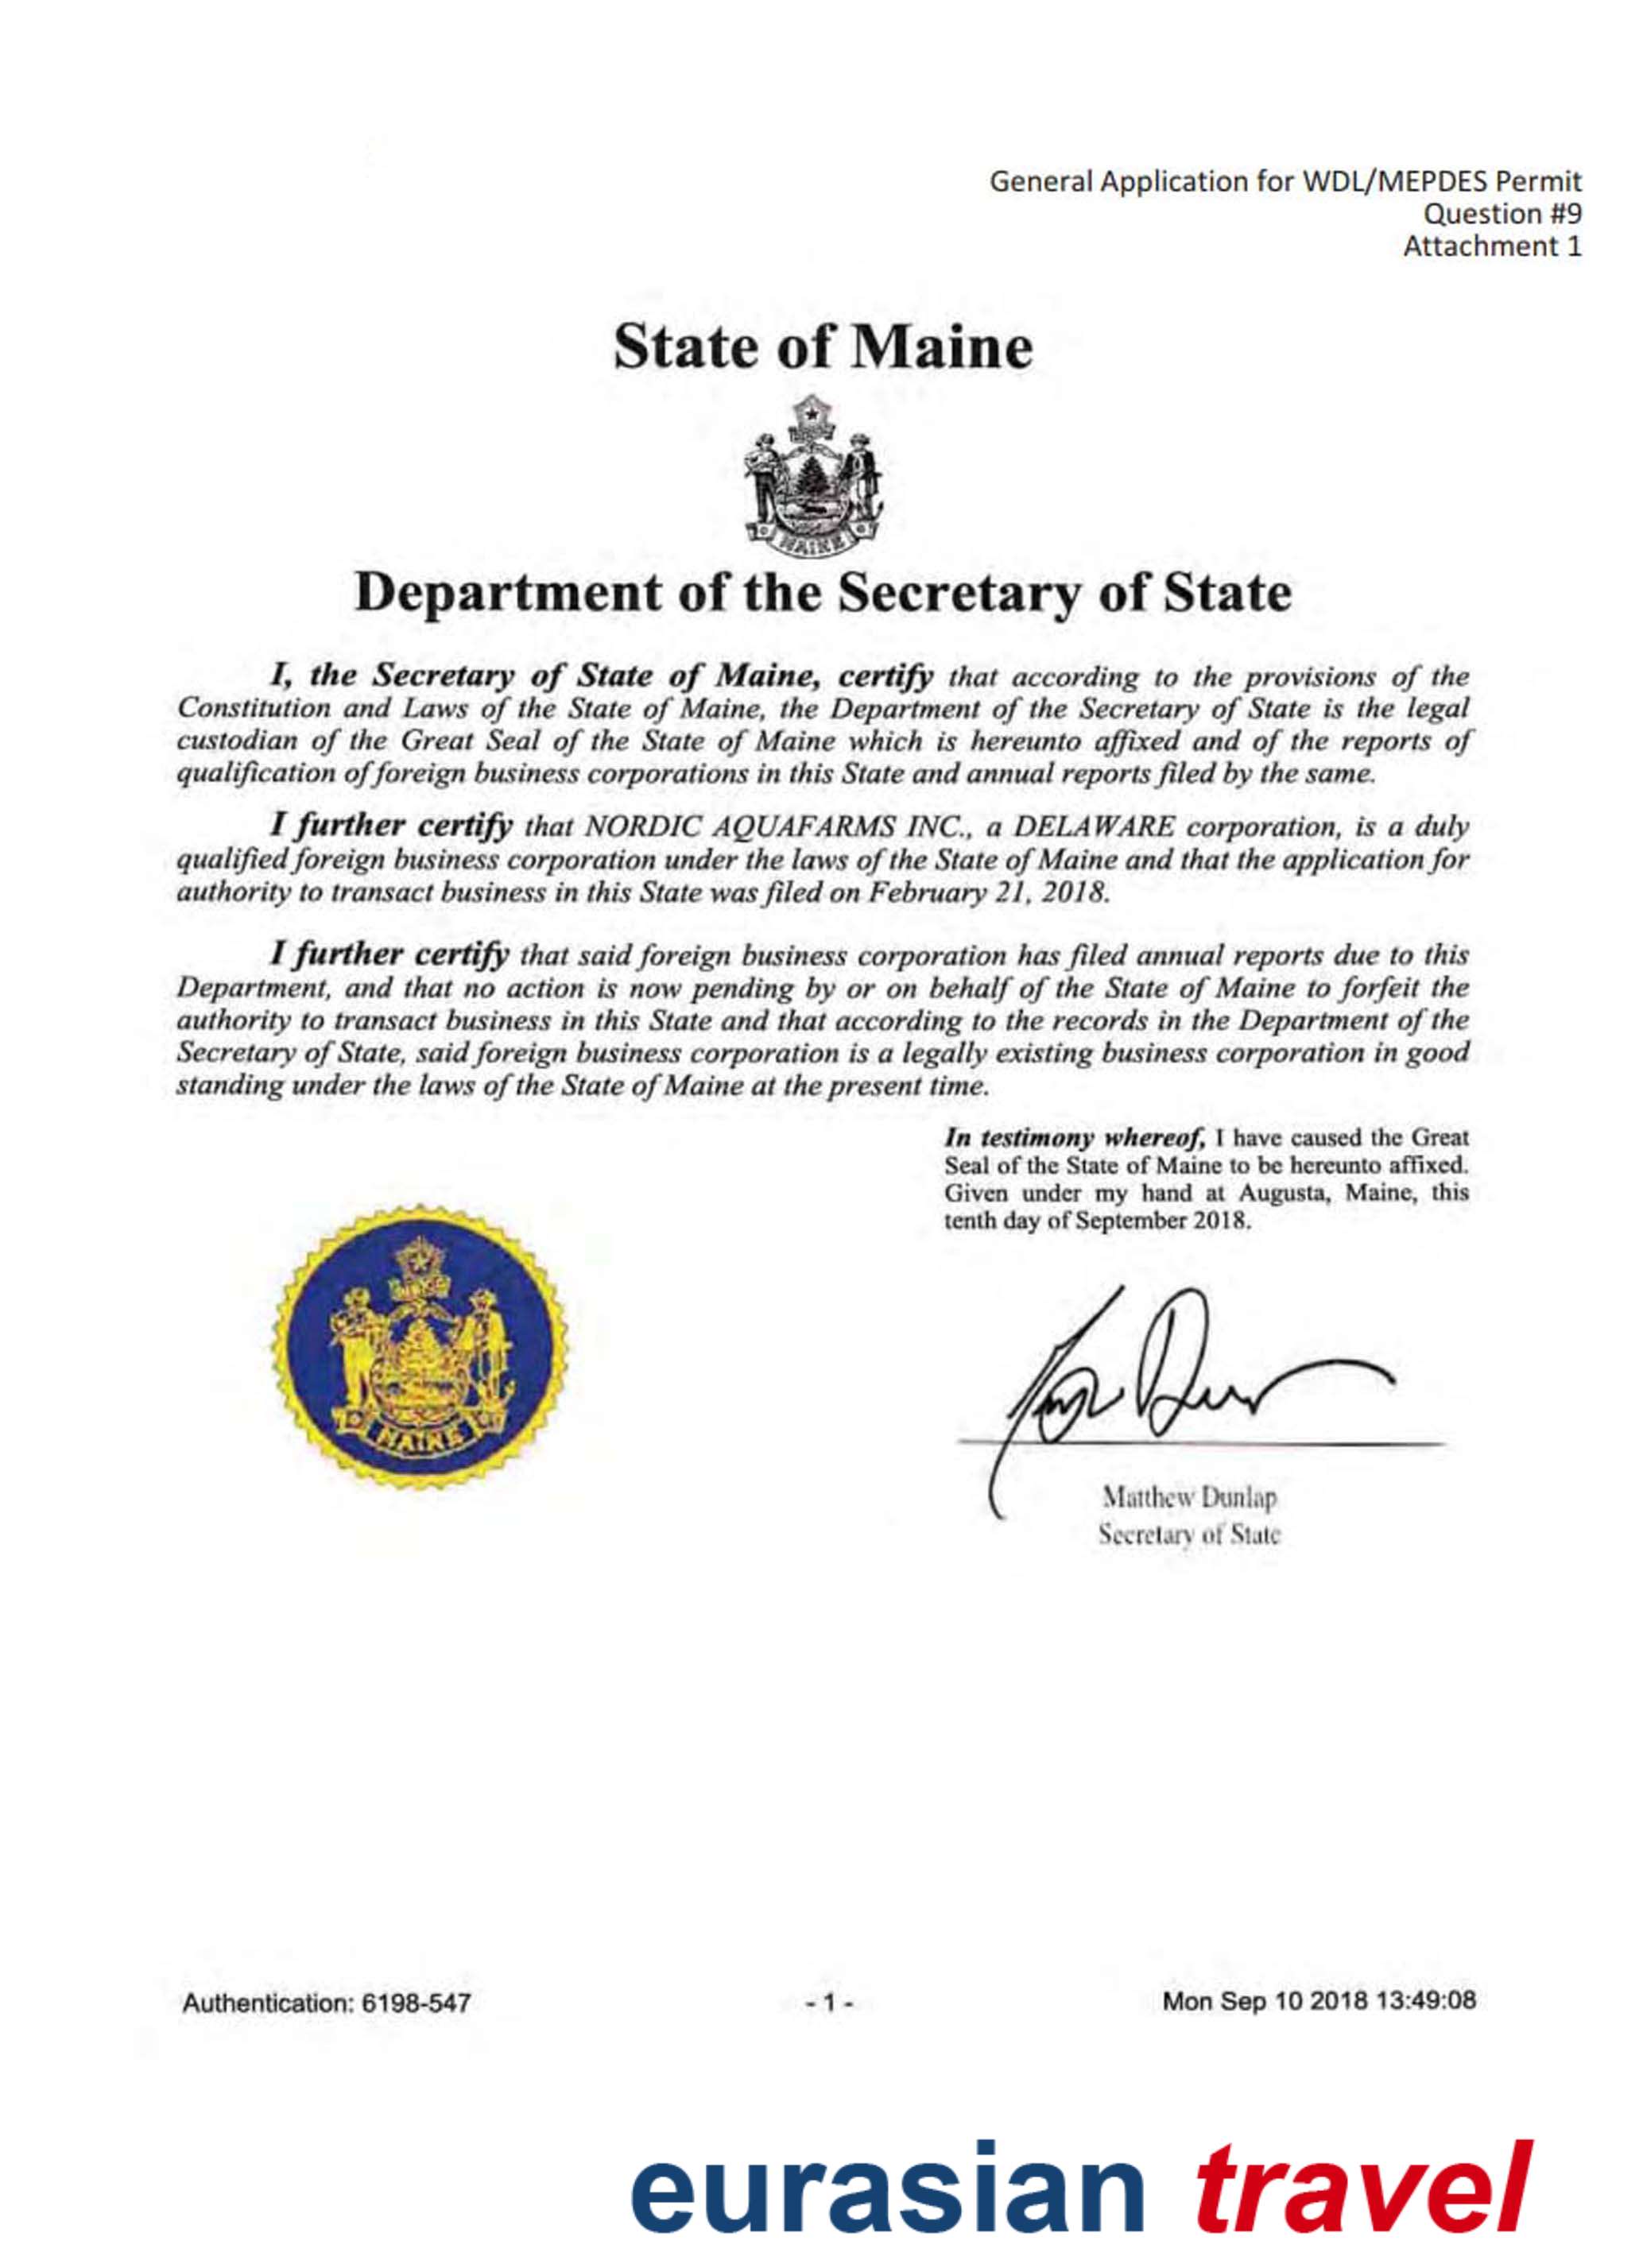 General Application for WDL/MEPDES Permit
Question #9
Attachment 1
State of Maine
MAINE
Department of the Secretary of State
I, the Secretary of State of Maine, certify that according to the provisions of the
Constitution and Laws of the State of Maine, the Department of the Secretary of State is the legal
custodian of the Great Seal of the State of Maine which is hereunto affixed and of the reports of
qualification of foreign business corporations in this State and annual reports filed by the same.
I further certify that NORDIC AQUAFARMS INC., a DELAWARE corporation, is a duly
qualified foreign business corporation under the laws of the State of Maine and that the application for
authority to transact business in this State was filed on February 21, 2018.
I further certify that said foreign business corporation has filed annual reports due to this
Department, and that no action is now pending by or on behalf of the State of Maine to forfeit the
authority to transact business in this State and that according to the records in the Department of the
Secretary of State, said foreign business corporation is a legally existing business corporation in good
standing under the laws of the State of Maine at the present time.
In testimony whereof, I have caused the Great
Seal of the State of Maine to be hereunto affixed.
Given under my hand at Augusta, Maine, this
tenth day of September 2018.
MAINE
Matthew Dunlap
Secretary of State
Authentication: 6198-547
- 1 -
Mon Sep 10 2018 13:49:08
eurasian travel